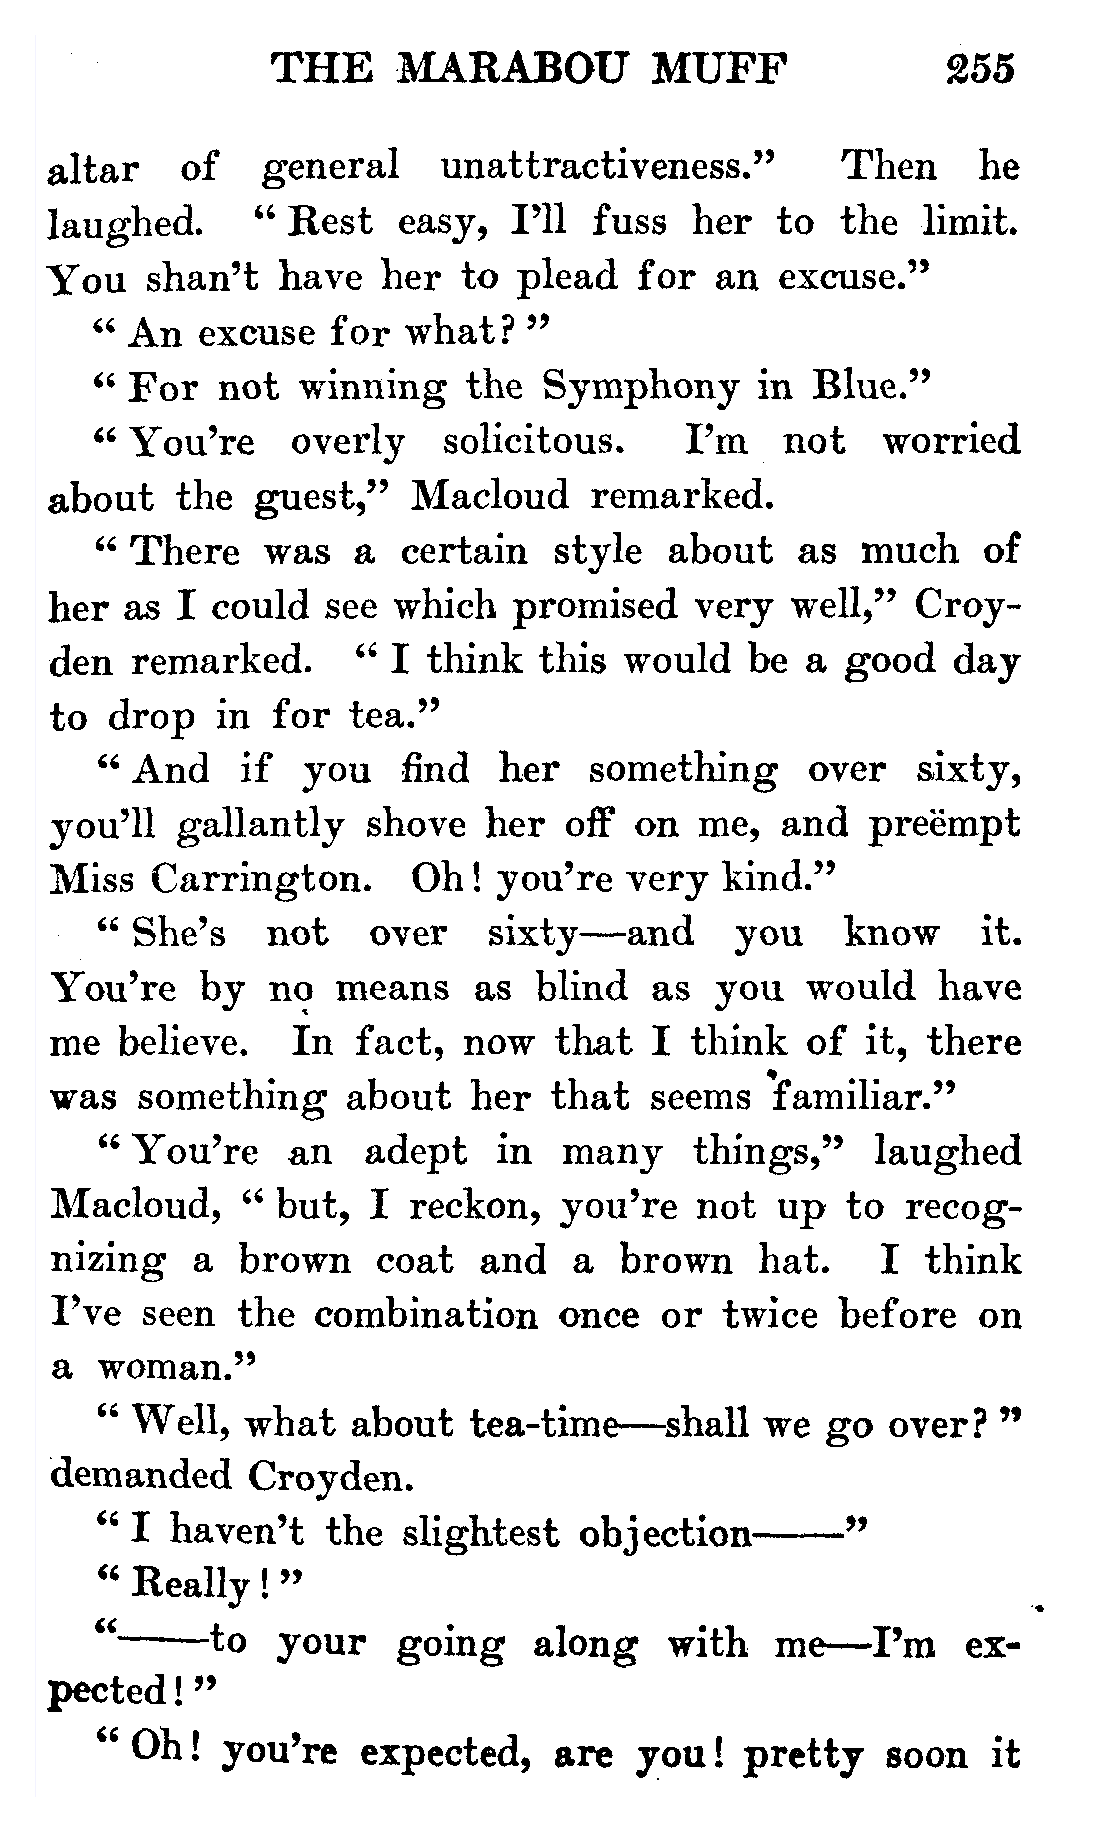 THE MARABOU MUFF 255
altar of general unattractiveness.” Then he
laughed. “ Rest easy, I’ll fuss her to the limit.
You shan’t have her to plead for an excuse.”
“ An excuse for what? ”
“ For not winning the Symphony in Blue.”
“ You’re overly solicitous. I’m not worried
about the guest,” Macloud remarked.
“ There was a certain style about as much of
her as I could see which promised very well,” Croy-
den remarked. “ I think this would be a good day
to drop in for tea.”
“ And if you find her something over sixty,
you’ll gallantly shove her off on me, and preëmpt
Miss Carrington. Oh! you’re very kind.”
“ She’s not over sixty—and you know it.
You’re by no means as blind as you would have
me believe. In fact, now that I think of it, there
was something about her that seems familiar.”
“ You’re an adept in many things,” laughed
Macloud, “ but, I reckon, you’re not up to recog-
nizing a brown coat and a brown hat. I think
I’ve seen the combination once or twice before on
a woman.”
“ Well, what about tea-time—shall we go over? ”
demanded Croyden.
“ I haven’t the slightest objection——”
“ Really! ”
“——to your going along with me—I’m ex-
pected! ”
“ Oh! you’re expected, are you! pretty soon it